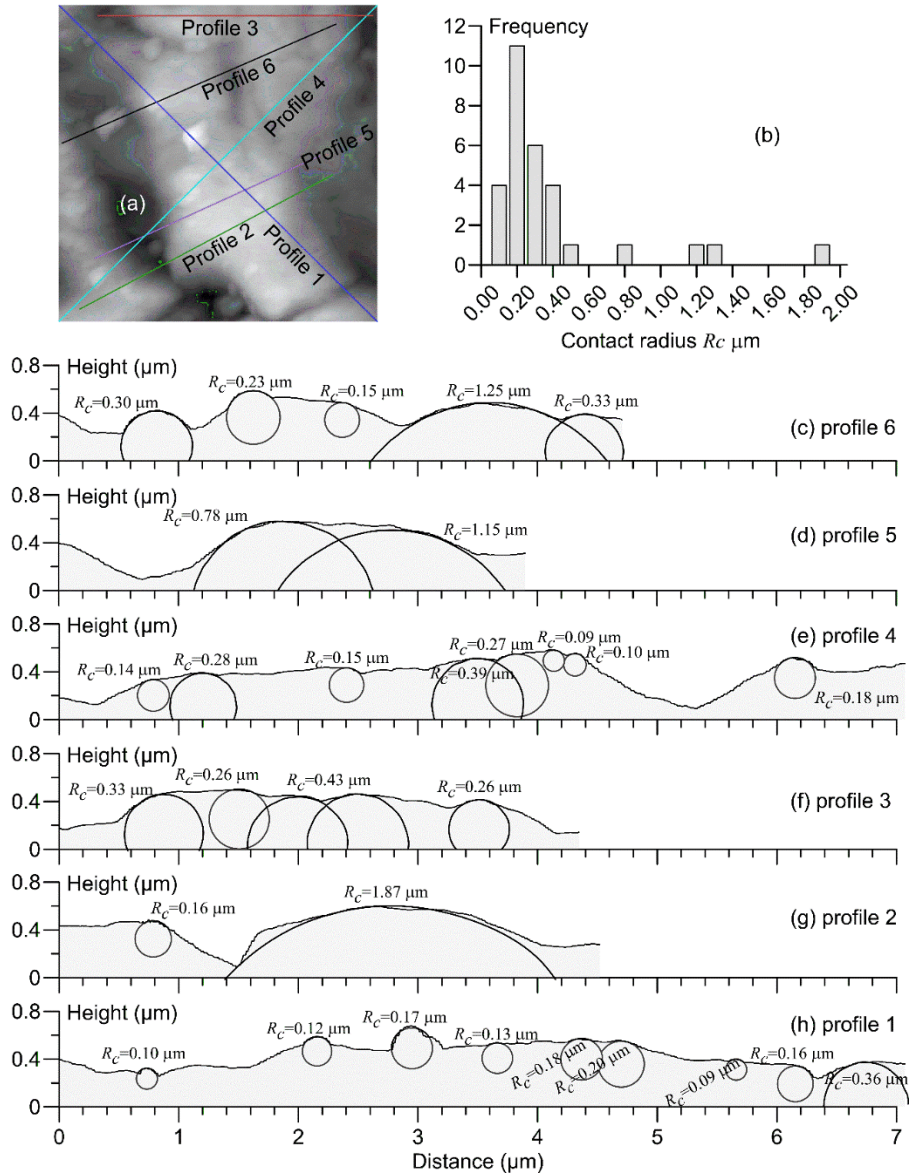 Profile 3
Profile 6
Profile 4
Profile 5
(a)
Profile 2
Profile 1
Frequency
12
10
8
6
4
2
0
(b)
0.00
0.20
0.40
0.60
0.80
1.00
1.20
1.40
1.60
1.80
2.00
Contact radius Rc μm
0.8
0.4
0
Height (µm)
Rc=0.30 µm
Rc=0.23 µm
Rc=0.15 µm
Rc=1.25 µm
Rc=0.33 µm
(c) profile 6
0.8
0.4
0
Height (µm)
Rc=0.78 µm
Rc=1.15 µm
(d) profile 5
0.8
0.4
0
Height (µm)
Rc=0.14 µm
Rc=0.28 µm
Rc=0.15 µm
Rc=0.27 µm
Rc=0.39 µm
Rc=0.09 µm
Rc=0.10 µm
Rc=0.18 µm
(e) profile 4
0.8
0.4
0
Height (µm)
Rc=0.33 µm
Rc=0.26 µm
Rc=0.43 µm
Rc=0.26 µm
(f) profile 3
0.8
0.4
0
Height (µm)
Rc=0.16 µm
Rc=1.87 µm
(g) profile 2
0.8
0.4
0
Height (µm)
Rc=0.10 µm
Rc=0.12 µm
Rc=0.17 µm
Rc=0.13 µm
Rc=0.18 µm
Rc=0.20 µm
Rc=0.09 µm
Rc=0.16 µm
Rc=0.36 µm
(h) profile 1
0 1 2 3 4 5 6 7
Distance (µm)